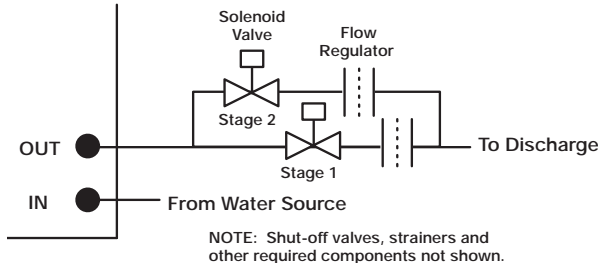 Solenoid
Valve
Flow
Regulator
Stage 2
OUT
To Discharge
Stage 1
IN
From Water Source
NOTE: Shut-off valves, strainers and
other required components not shown.